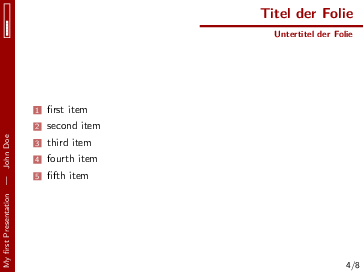 Titel der Folie
Untertitel der Folie
1 first item
2 second item
3 third item
4 fourth item
5 fifth item
My first Presentation — John Doe
4/8